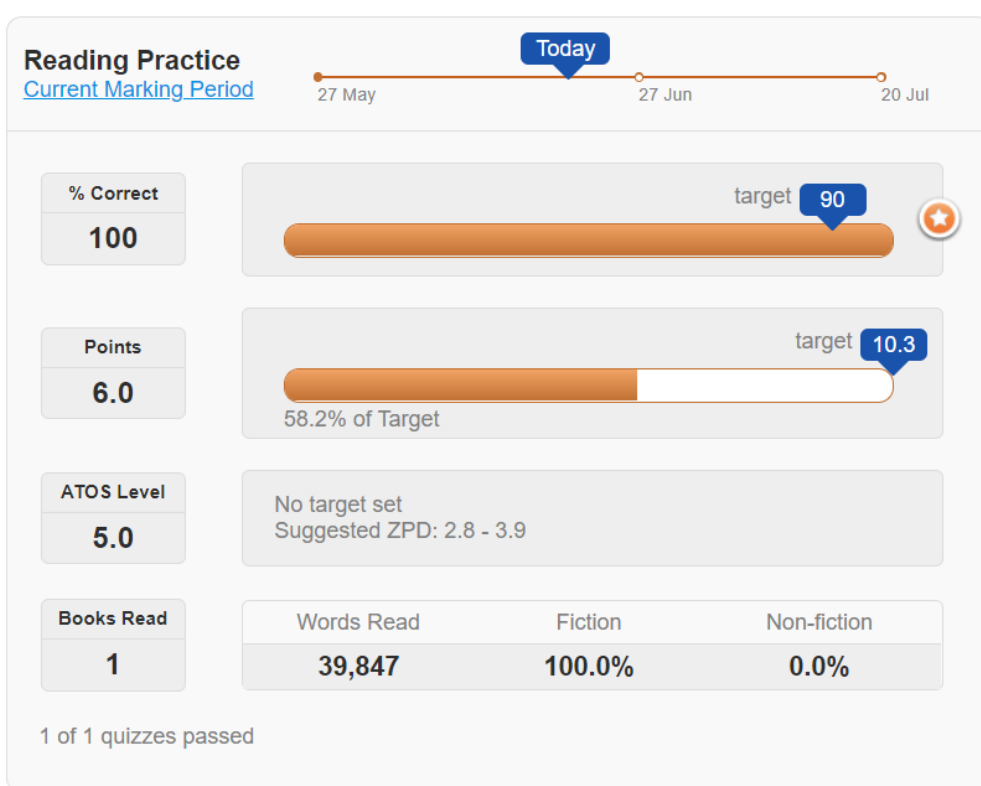 Reading Practice
Current Marking Period
Today
27 May
27 Jun
20 Jul
% Correct
100
target 90
Points
6.0
target 10.3
58.2% of Target
ATOS Level
5.0
No target set
Suggested ZPD: 2.8 - 3.9
Books Read
1
Words Read Fiction Non-fiction
39,847 100.0% 0.0%
1 of 1 quizzes passed